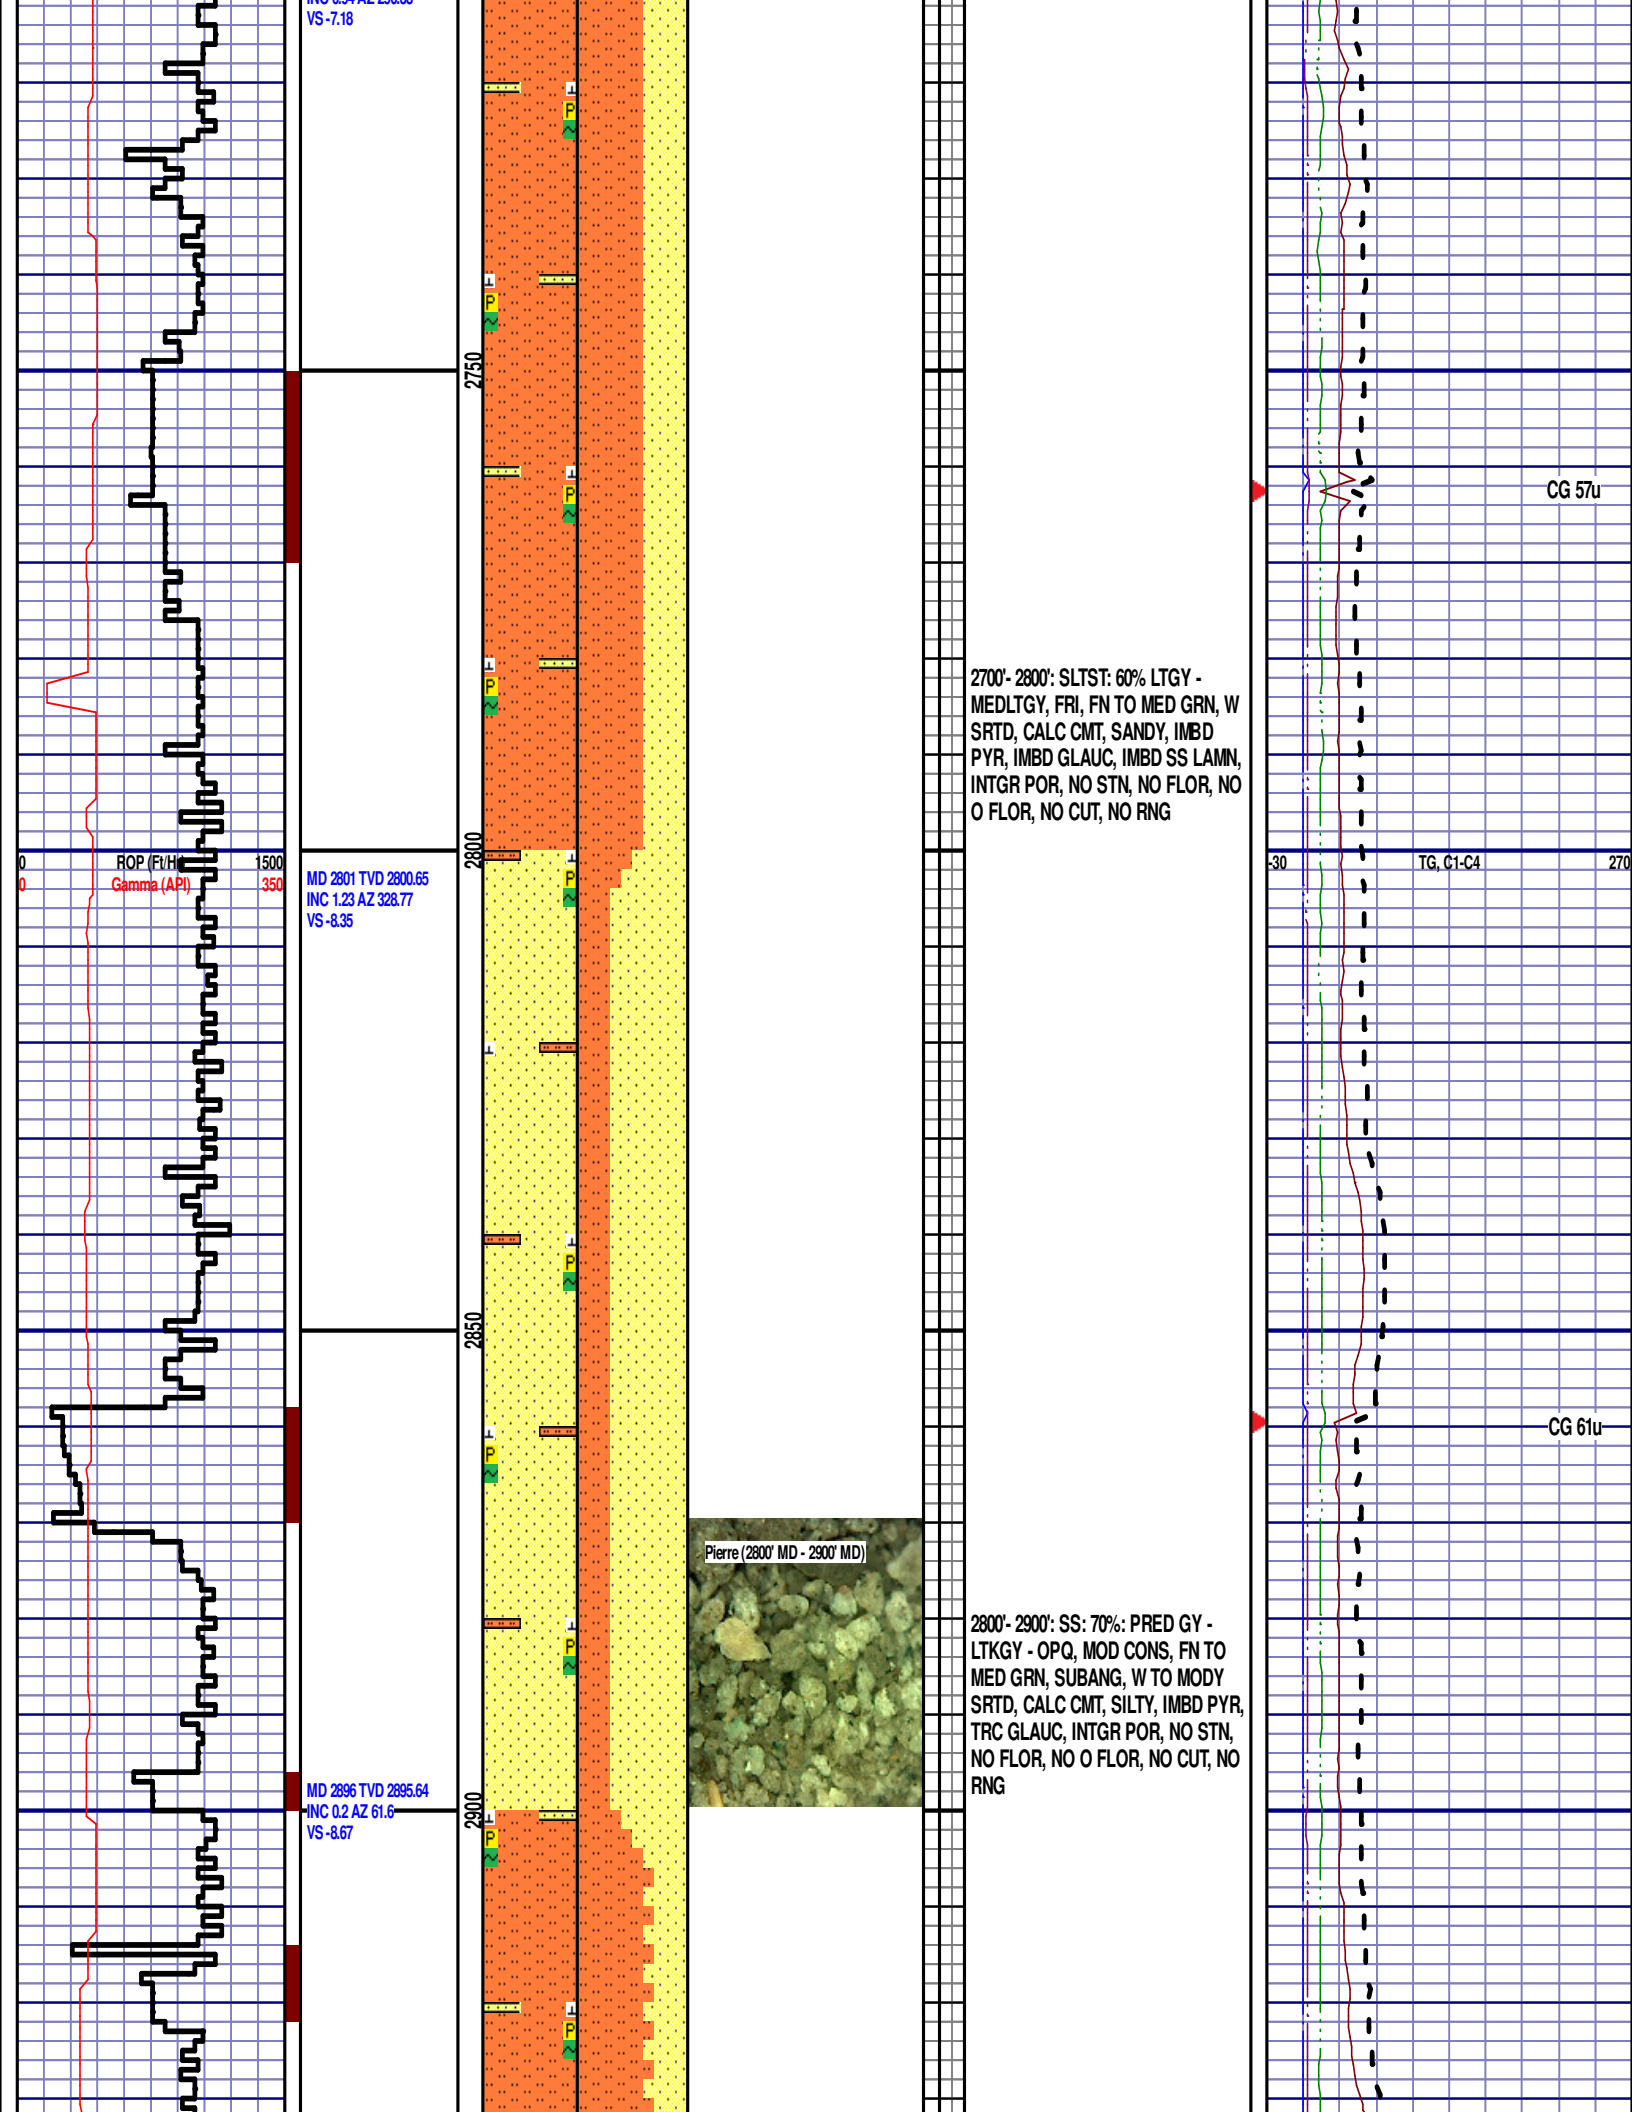 VS -7.18
2750
CG 57u
2700'- 2800': SLTST: 60% LTGY -
MEDLTGY, FRI, FN TO MED GRN, W
SRTD, CALC CMT, SANDY, IMBD
PYR, IMBD GLAUC, IMBD SS LAMN,
INTGR POR, NO STN, NO FLOR, NO
O FLOR, NO CUT, NO RNG
2800
0 ROP (Ft/Hr) 1500
0 Gamma (API) 350
MD 2801 TVD 2800.65
INC 1.23 AZ 328.77
VS -8.35
-30 TG, C1-C4 270
2850
CG 61u
Pierre (2800' MD - 2900' MD)
2800'- 2900': SS: 70%: PRED GY -
LTKGY - OPQ, MOD CONS, FN TO
MED GRN, SUBANG, W TO MODY
SRTD, CALC CMT, SILTY, IMBD PYR,
TRC GLAUC, INTGR POR, NO STN,
NO FLOR, NO O FLOR, NO CUT, NO
RNG
MD 2896 TVD 2895.64
INC 0.2 AZ 61.6
VS -8.67
2900
P
P
P
P
P
P
P
P
P
P